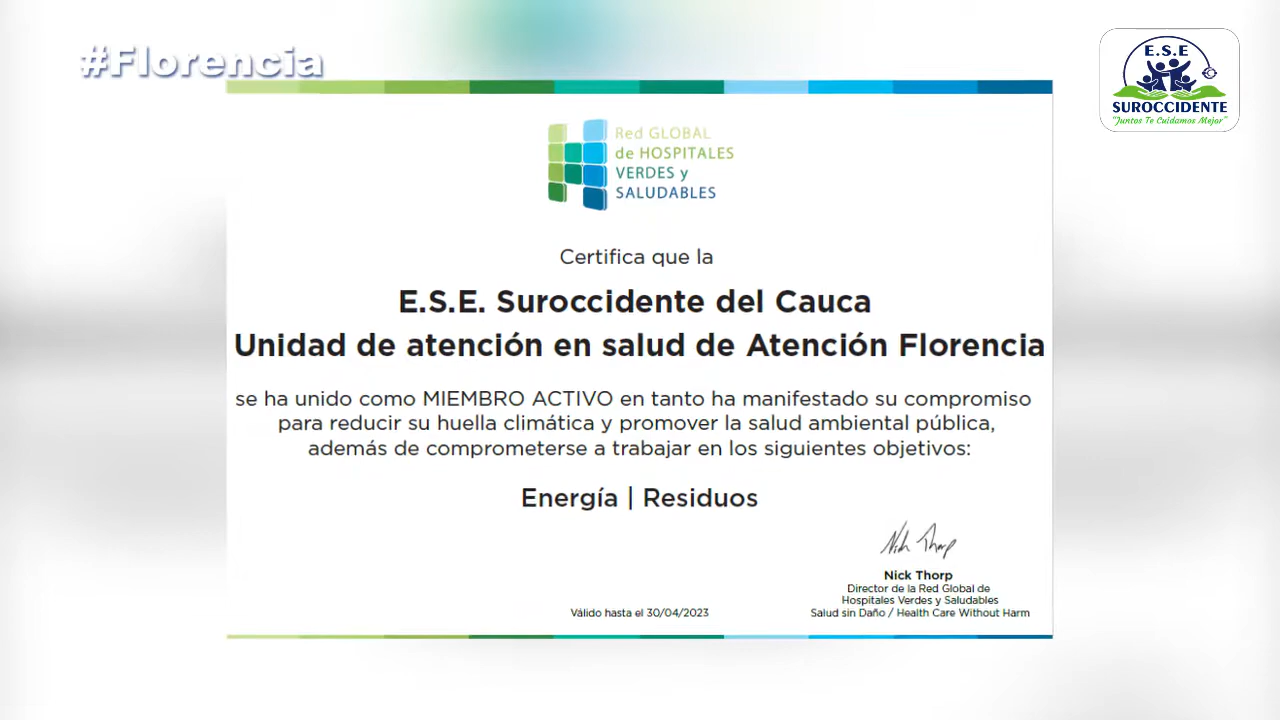 #Florencia
E.S.E
SUROCCIDENTE
"Juntos Te Cuidamos Mejor"
Red GLOBAL
de HOSPITALES
VERDES y
SALUDABLES
Certifica que la
E.S.E. Suroccidente del Cauca
Unidad de atención en salud de Atención Florencia
se ha unido como MIEMBRO ACTIVO en tanto ha manifestado su compromiso
para reducir su huella climática y promover la salud ambiental pública,
además de comprometerse a trabajar en los siguientes objetivos:
Energía | Residuos
Nick Thorp
Nick Thorp
Director de la Red Global de
Hospitales Verdes y Saludables
Salud sin Daño / Health Care Without Harm
Válido hasta el 30/04/2023